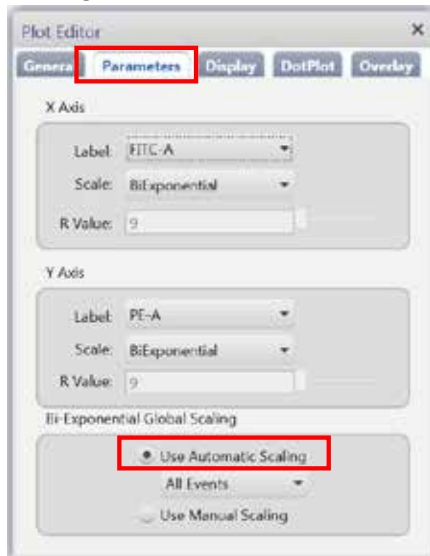 Plot Editor ×
General Parameters Display DotPlot Overlay
X Axis
Label: FITC-A
Scale: BiExponential
R Value: 9
Y Axis
Label: PE-A
Scale: BiExponential
R Value: 9
Bi-Exponential Global Scaling
Use Automatic Scaling
All Events
Use Manual Scaling